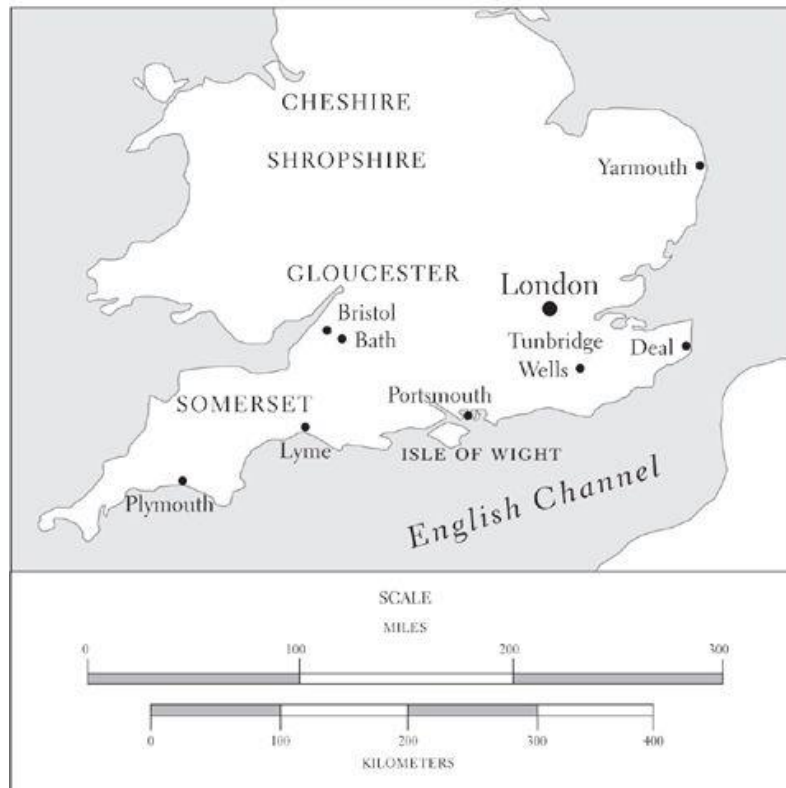 CHESHIRE
SHROPSHIRE
Yarmouth
GLOUCESTER
London
Bristol
Bath
Tunbridge
Wells
Deal
Portsmouth
SOMERSET
Lyme
ISLE OF WIGHT
Plymouth
English Channel
SCALE
MILES
0 100 200 300
0 100 200 300 400
KILOMETERS